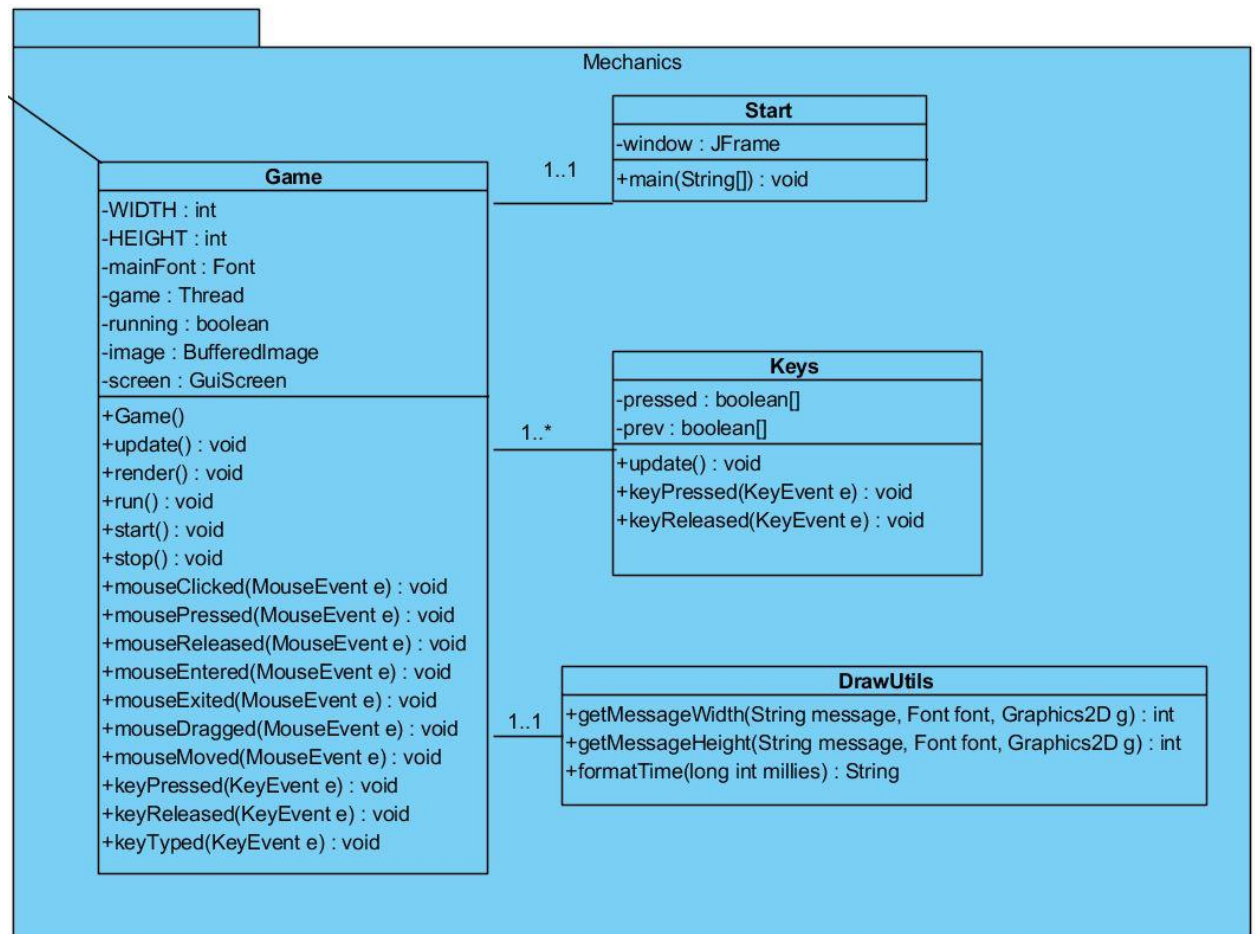 Mechanics
Start
-window : JFrame
+main(String[]) : void
1..1
Game
-WIDTH : int
-HEIGHT : int
-mainFont : Font
-game : Thread
-running : boolean
-image : BufferedImage
-screen : GuiScreen
+Game()
+update() : void
+render() : void
+run() : void
+start() : void
+stop() : void
+mouseClicked(MouseEvent e) : void
+mousePressed(MouseEvent e) : void
+mouseReleased(MouseEvent e) : void
+mouseEntered(MouseEvent e) : void
+mouseExited(MouseEvent e) : void
+mouseDragged(MouseEvent e) : void
+mouseMoved(MouseEvent e) : void
+keyPressed(KeyEvent e) : void
+keyReleased(KeyEvent e) : void
+keyTyped(KeyEvent e) : void
1..*
Keys
-pressed : boolean[]
-prev : boolean[]
+update() : void
+keyPressed(KeyEvent e) : void
+keyReleased(KeyEvent e) : void
1..1
DrawUtils
+getMessageWidth(String message, Font font, Graphics2D g) : int
+getMessageHeight(String message, Font font, Graphics2D g) : int
+formatTime(long int millies) : String